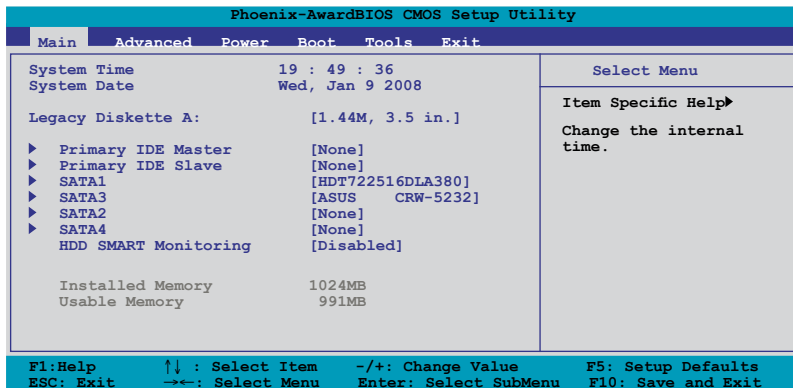 Phoenix-AwardBIOS CMOS Setup Utility
Main Advanced Power Boot Tools Exit
System Time 19 : 49 : 36
System Date Wed, Jan 9 2008
Legacy Diskette A: [1.44M, 3.5 in.]
Primary IDE Master [None]
Primary IDE Slave [None]
SATA1 [HDT722516DLA380]
SATA3 [ASUS CRW-5232]
SATA2 [None]
SATA4 [None]
HDD SMART Monitoring [Disabled]
Installed Memory 1024MB
Usable Memory 991MB
Select Menu
Item Specific Help
Change the internal
time.
F1:Help ↑↓ : Select Item -/+: Change Value F5: Setup Defaults
ESC: Exit →←: Select Menu Enter: Select SubMenu F10: Save and Exit